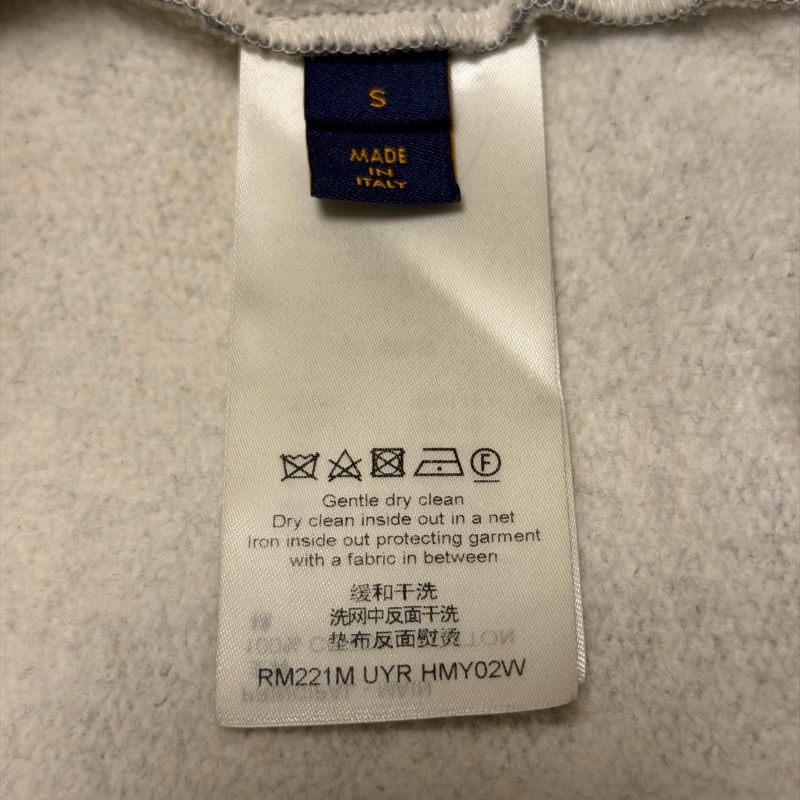 S
MADE
IN
ITALY
F
Gentle dry clean
Dry clean inside out in a net
Iron inside out protecting garment
with a fabric in between
缓和干洗
洗网中反面干洗
垫布反面熨烫
RM221M UYR HMY02W